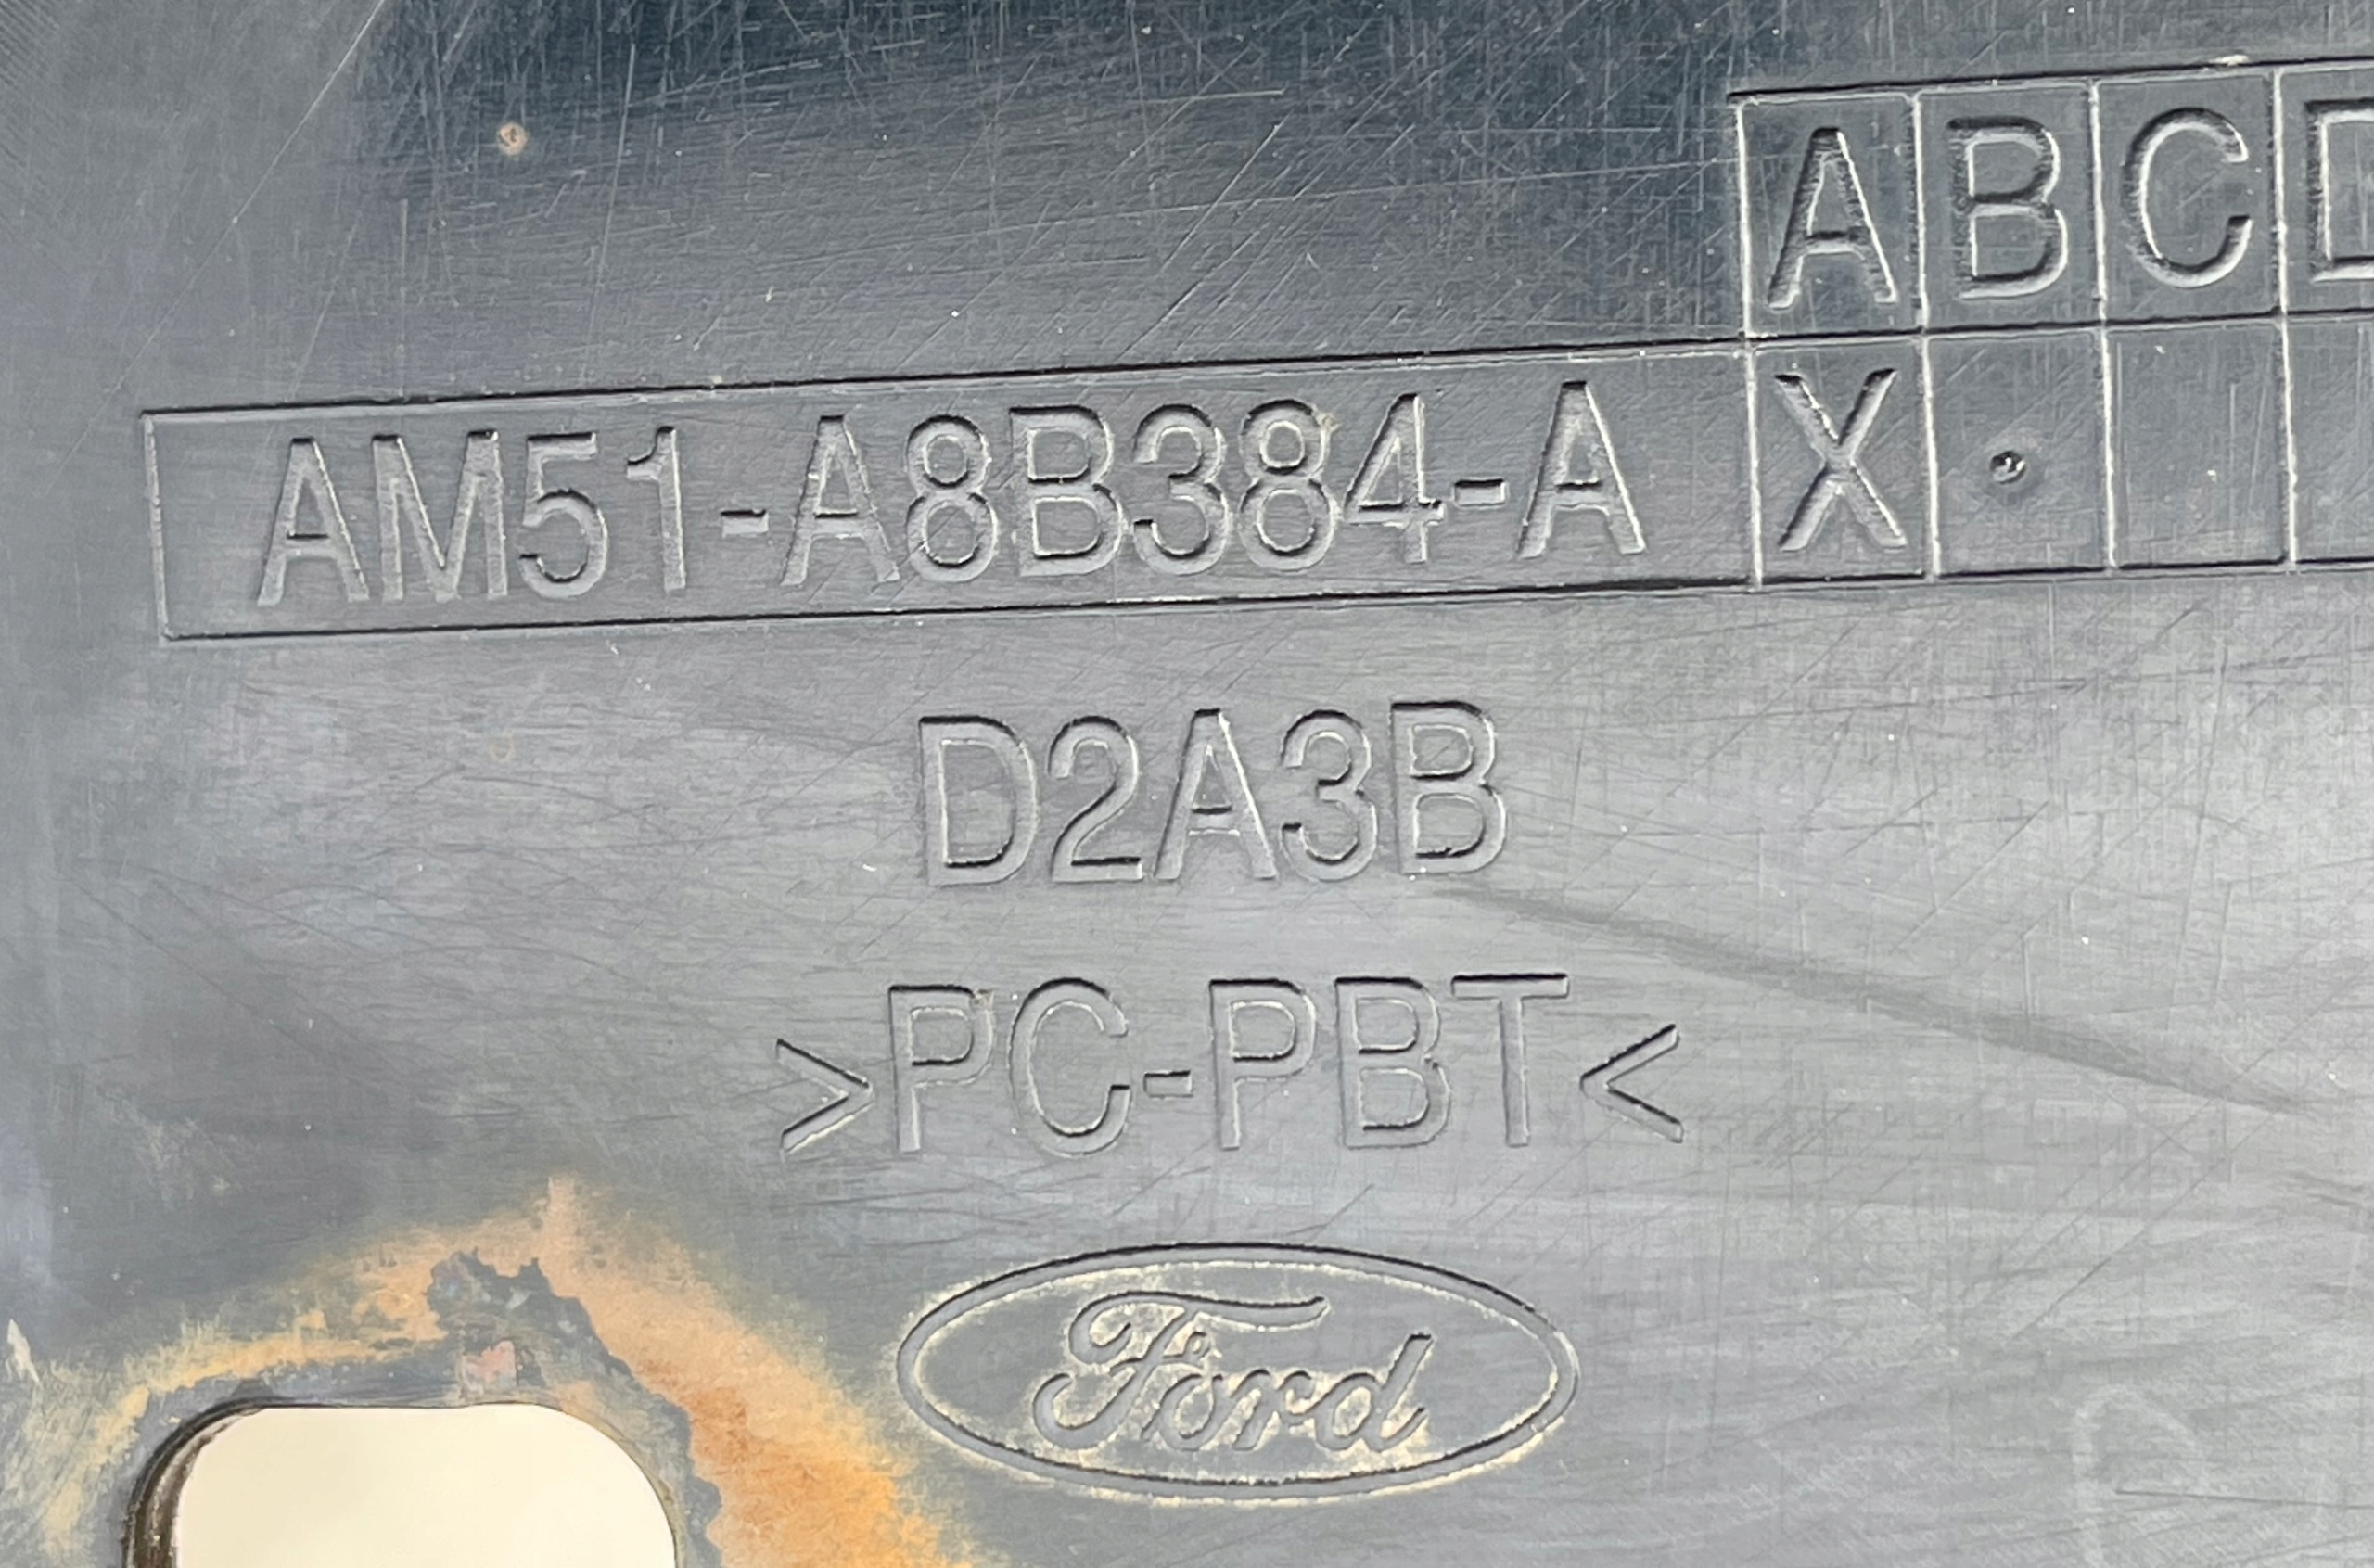 A B C D
AM51-A8B384-A X
D2A3B
>PC-PBT<
Ford